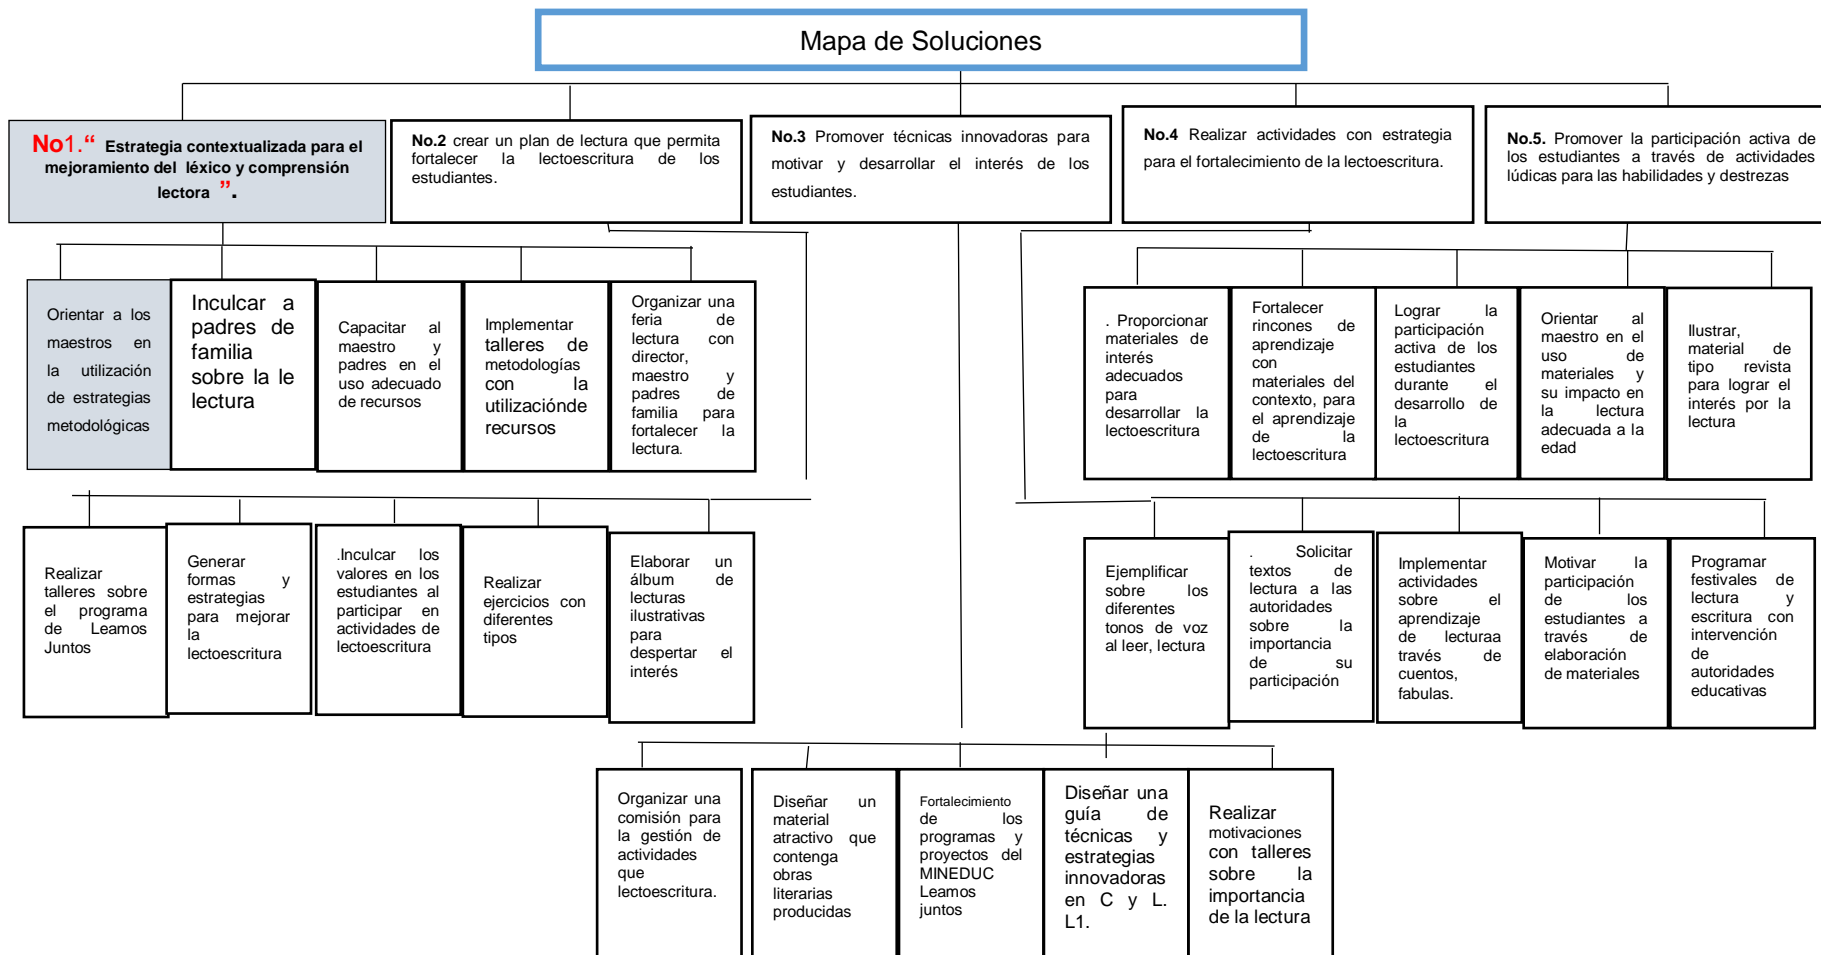 Mapa de Soluciones
No1.“ Estrategia contextualizada para el
mejoramiento del léxico y comprensión
lectora ”.
No.2 crear un plan de lectura que permita
fortalecer la lectoescritura de los
estudiantes.
No.3 Promover técnicas innovadoras para
motivar y desarrollar el interés de los
estudiantes.
No.4 Realizar actividades con estrategia
para el fortalecimiento de la lectoescritura.
No.5. Promover la participación activa de
los estudiantes a través de actividades
lúdicas para las habilidades y destrezas
Orientar a los
maestros en
la utilización
de estrategias
metodológicas
Inculcar a
padres de
familia
sobre la le
lectura
Capacitar al
maestro y
padres en el
uso adecuado
de recursos
Implementar
talleres de
metodologías
con la
utilizaciónde
recursos
Organizar una
feria de
lectura con
director,
maestro y
padres de
familia para
fortalecer la
lectura.
. Proporcionar
materiales de
interés
adecuados
para
desarrollar la
lectoescritura
Fortalecer
rincones de
aprendizaje
con
materiales del
contexto, para
el aprendizaje
de la
lectoescritura
Lograr la
participación
activa de los
estudiantes
durante el
desarrollo de
la
lectoescritura
Orientar al
maestro en el
uso de
materiales y
su impacto en
la lectura
adecuada a la
edad
Ilustrar,
material de
tipo revista
para lograr el
interés por la
lectura
Realizar
talleres sobre
el programa
de Leamos
Juntos
Generar
formas y
estrategias
para mejorar
la
lectoescritura
.Inculcar los
valores en los
estudiantes al
participar en
actividades de
lectoescritura
Realizar
ejercicios con
diferentes
tipos
Elaborar un
álbum de
lecturas
ilustrativas
para
despertar el
interés
Ejemplificar
sobre los
diferentes
tonos de voz
al leer, lectura
. Solicitar
textos de
lectura a las
autoridades
sobre la
importancia
de su
participación
Implementar
actividades
sobre el
aprendizaje
de lecturaa
través de
cuentos,
fabulas.
Motivar la
participación
de los
estudiantes a
través de
elaboración
de materiales
Programar
festivales de
lectura y
escritura con
intervención
de
autoridades
educativas
Organizar una
comisión para
la gestión de
actividades
que
lectoescritura.
Diseñar un
material
atractivo que
contenga
obras
literarias
producidas
Fortalecimiento
de los
programas y
proyectos del
MINEDUC
Leamos
juntos
Diseñar una
guía de
técnicas y
estrategias
innovadoras
en C y L.
L1.
Realizar
motivaciones
con talleres
sobre la
importancia
de la lectura